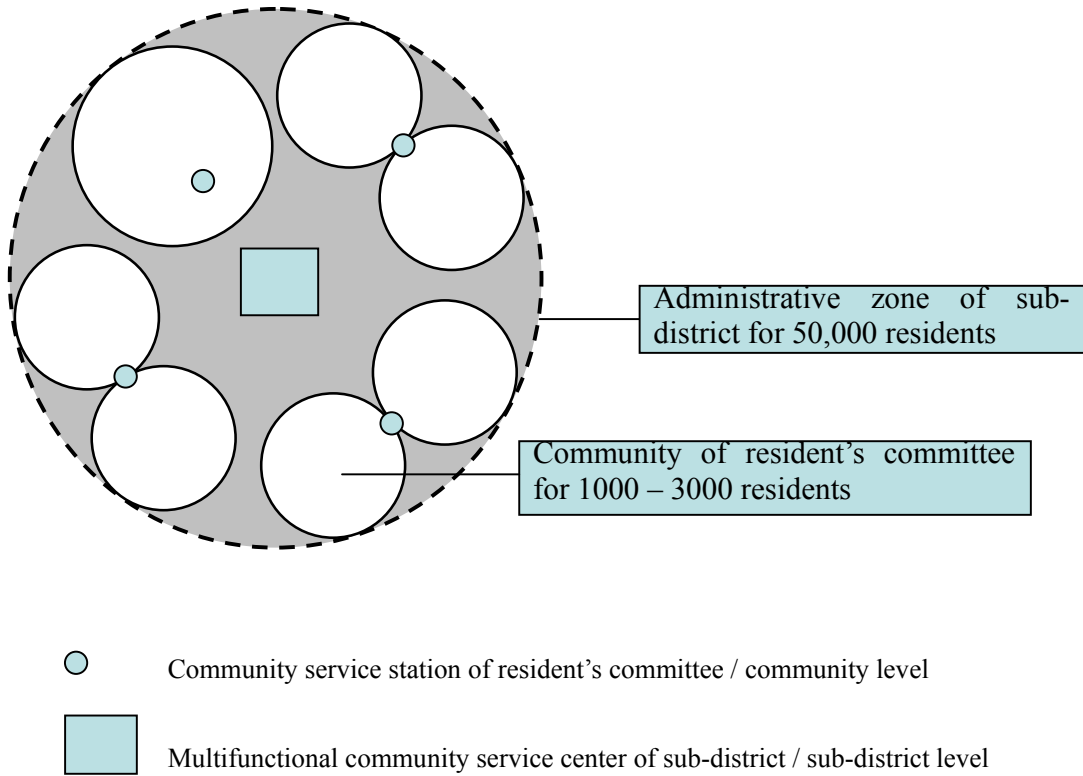 Administrative zone of sub-
district for 50,000 residents
Community of resident’s committee
for 1000 – 3000 residents
Community service station of resident’s committee / community level
Multifunctional community service center of sub-district / sub-district level